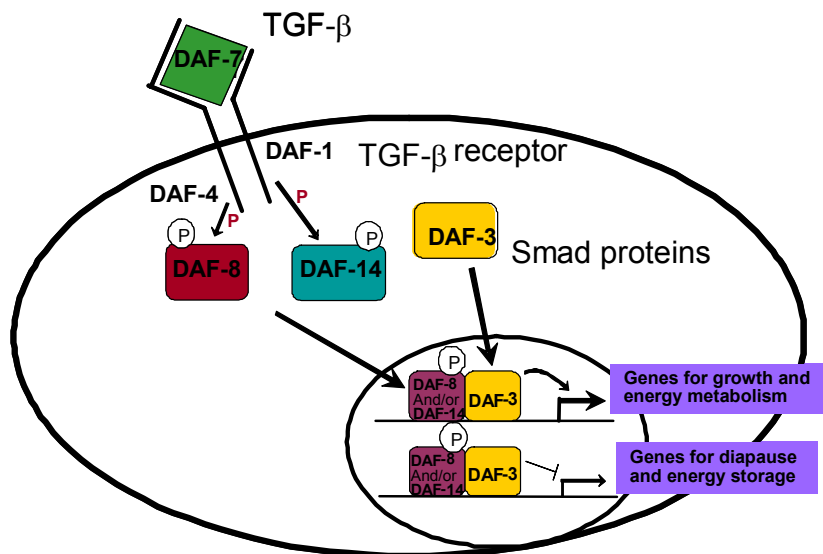 TGF-β
DAF-7
DAF-1
TGF-β receptor
DAF-4
P
P
P
P
DAF-8
DAF-14
DAF-3
Smad proteins
P
DAF-8
And/or
DAF-14
DAF-3
Genes for growth and
energy metabolism
P
DAF-8
And/or
DAF-14
DAF-3
Genes for diapause
and energy storage